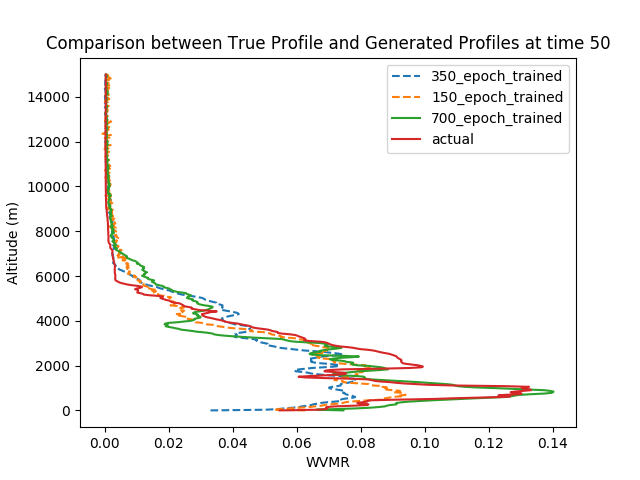 Comparison between True Profile and Generated Profiles at time 50
350_epoch_trained
150_epoch_trained
700_epoch_trained
actual
Altitude (m)
14000
12000
10000
8000
6000
4000
2000
0
0.00 0.02 0.04 0.06 0.08 0.10 0.12 0.14
WVMR